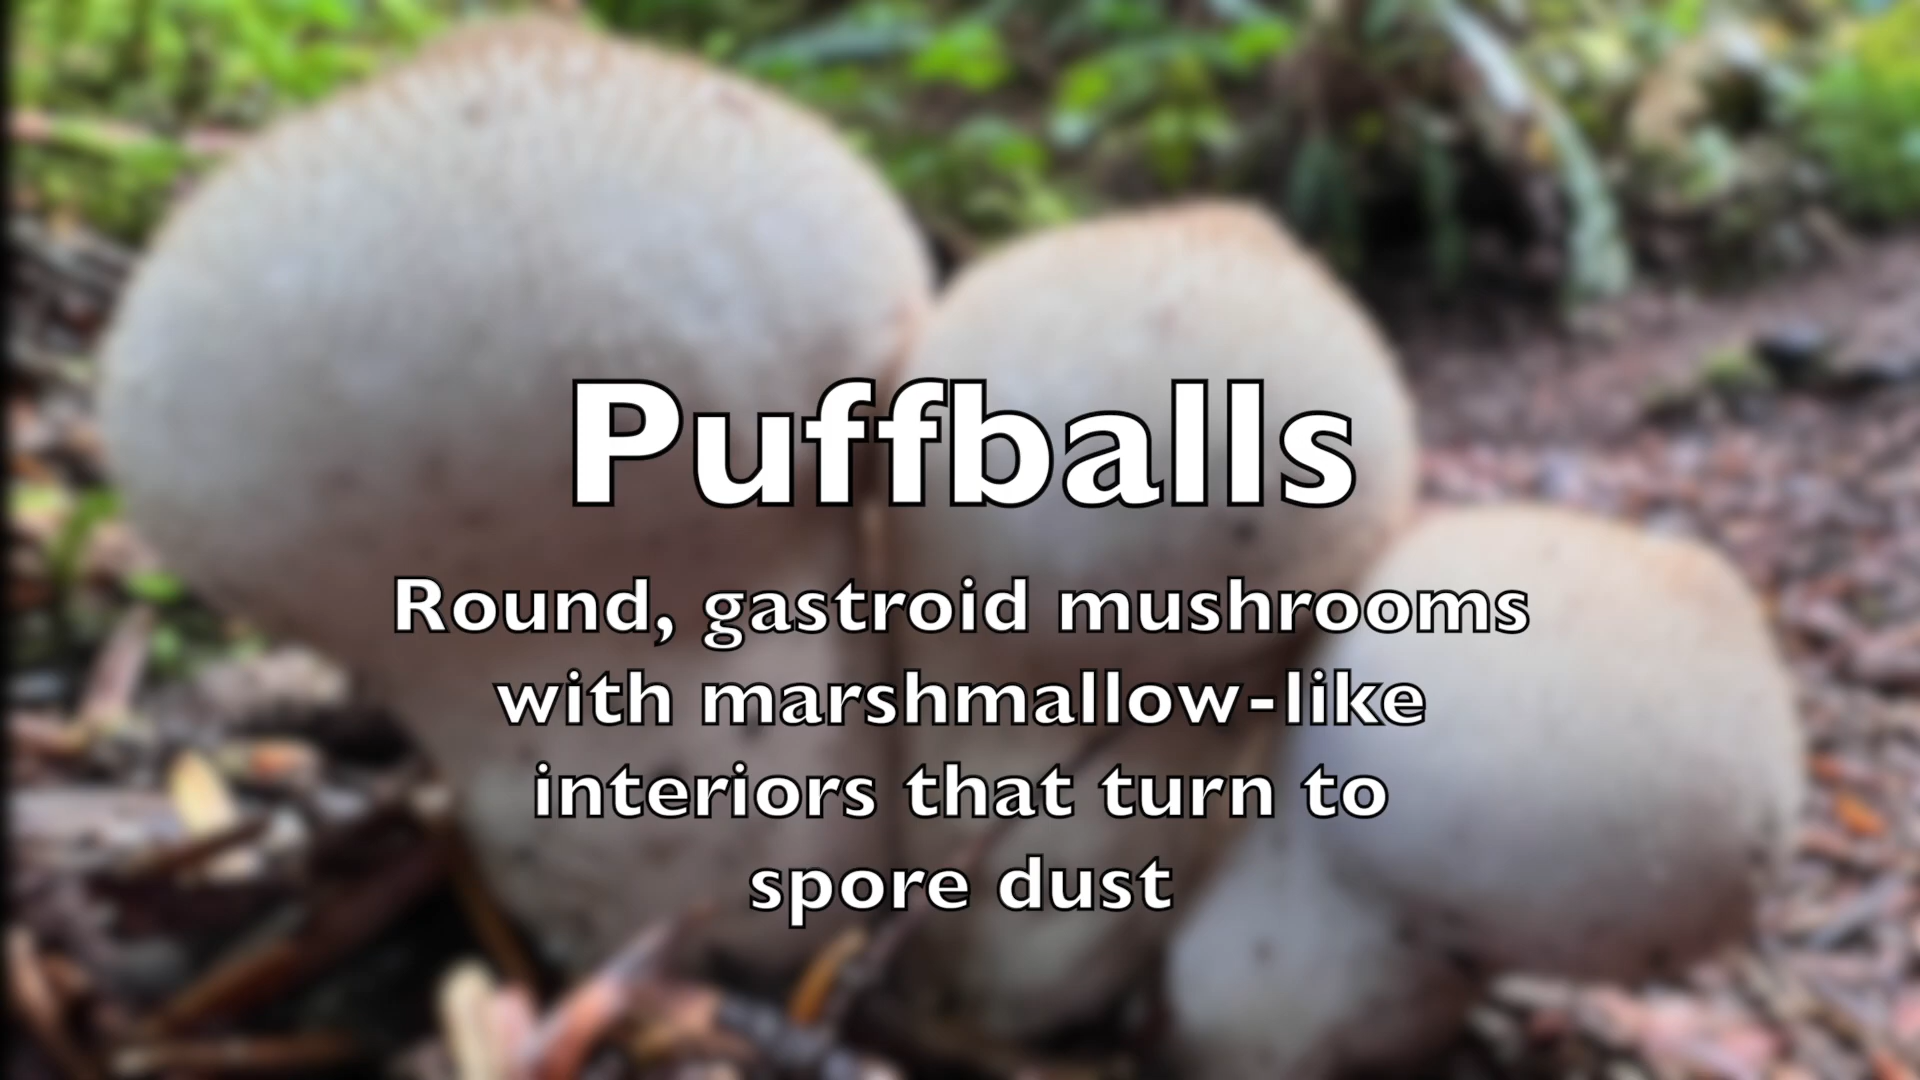 Puffballs
Round, gastroid mushrooms
with marshmallow-like
interiors that turn to
spore dust